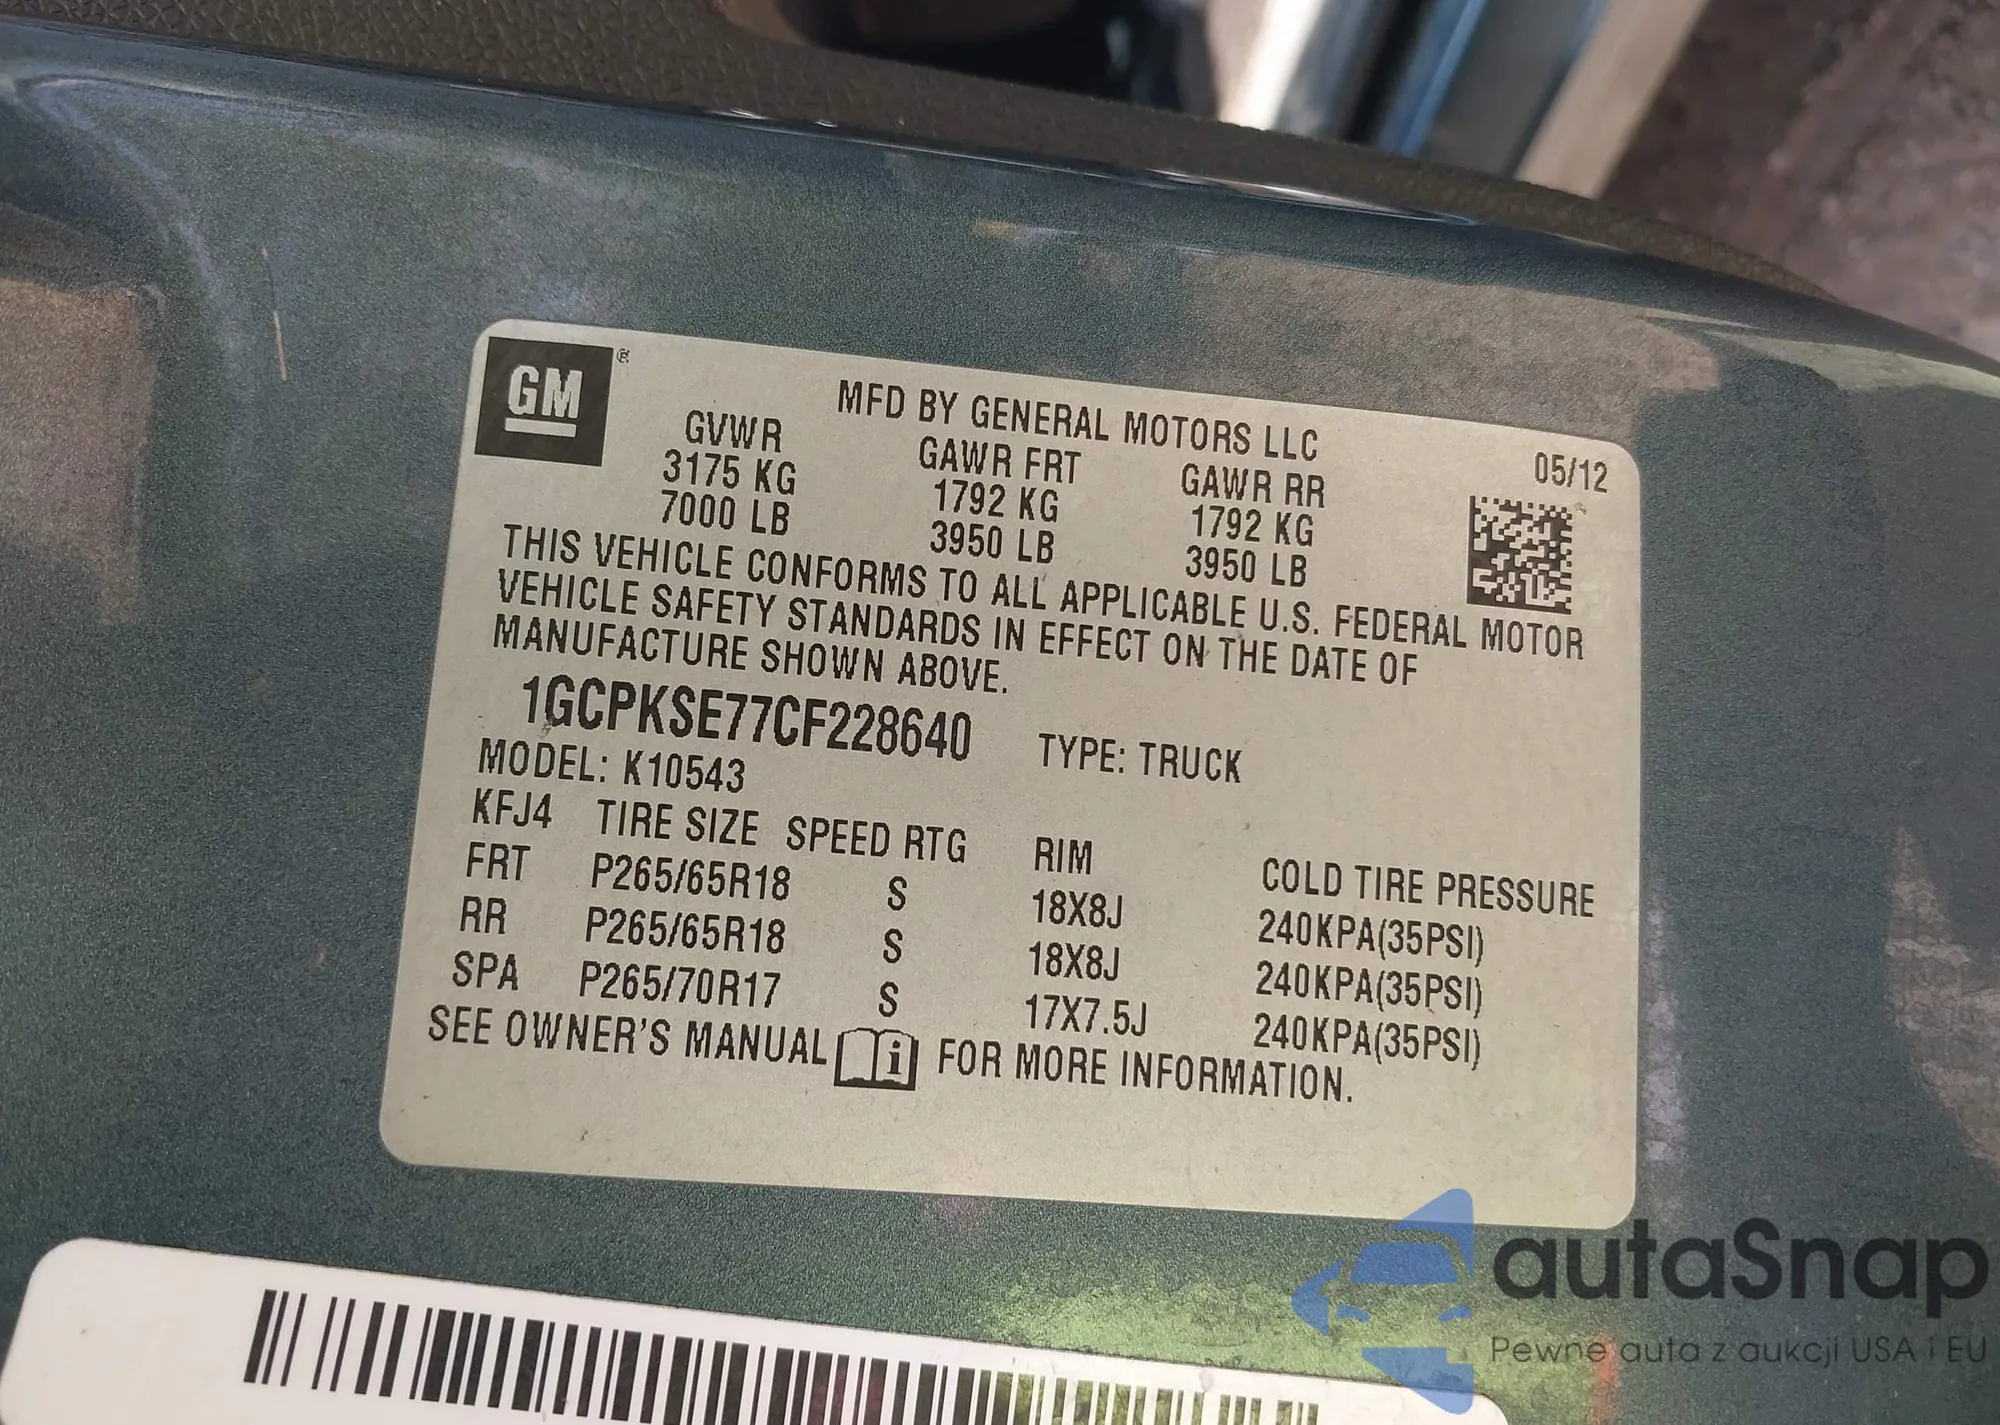 GM ®
MFD BY GENERAL MOTORS LLC
05/12
GVWR GAWR FRT GAWR RR
3175 KG 1792 KG 1792 KG
7000 LB 3950 LB 3950 LB
THIS VEHICLE CONFORMS TO ALL APPLICABLE U.S. FEDERAL MOTOR
VEHICLE SAFETY STANDARDS IN EFFECT ON THE DATE OF
MANUFACTURE SHOWN ABOVE.
1GCPKSE77CF228640 TYPE: TRUCK
MODEL: K10543
KFJ4 TIRE SIZE SPEED RTG RIM COLD TIRE PRESSURE
FRT P265/65R18 S 18X8J 240KPA(35PSI)
RR P265/65R18 S 18X8J 240KPA(35PSI)
SPA P265/70R17 S 17X7.5J 240KPA(35PSI)
SEE OWNER'S MANUAL i FOR MORE INFORMATION.
autaSnap
Pewne auta z aukcji USA i EU